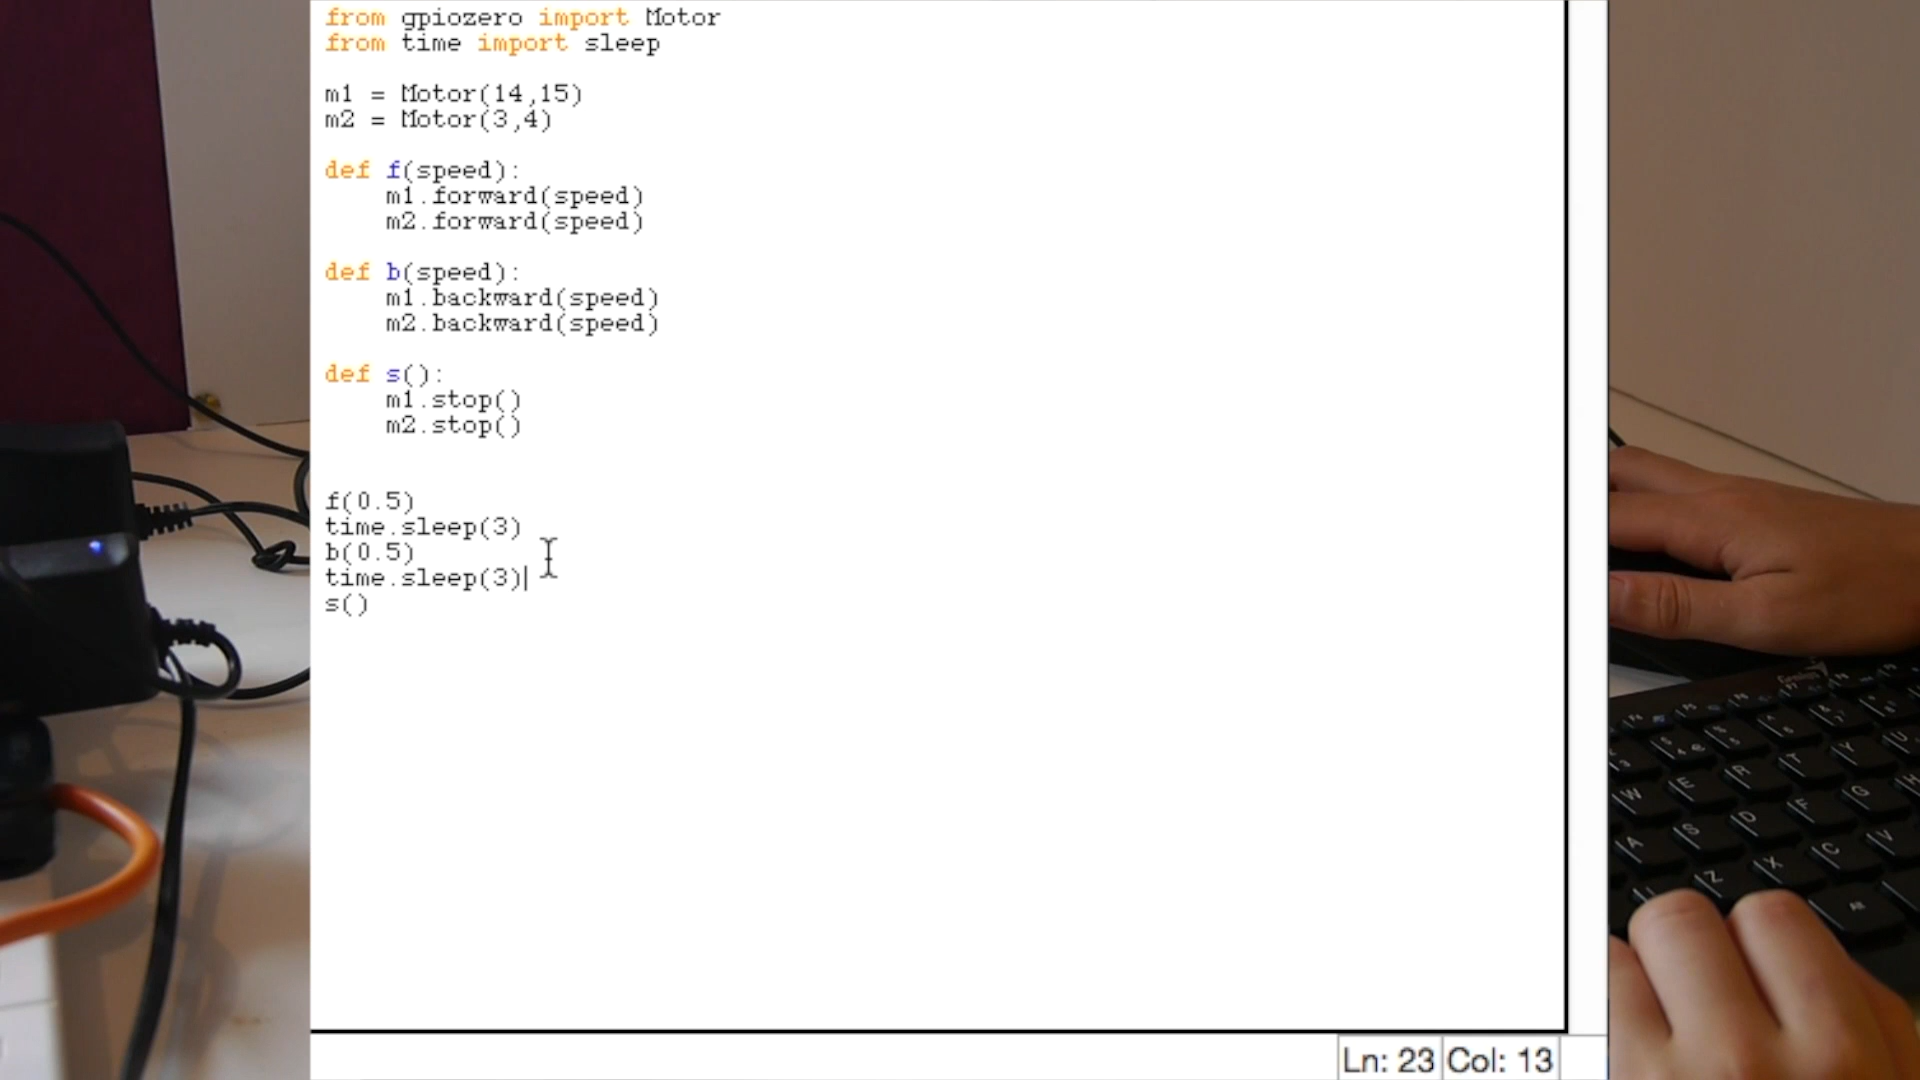 from gpiozero import Motor
from time import sleep
m1 = Motor(14,15)
m2 = Motor(3,4)
def f(speed):
    m1.forward(speed)
    m2.forward(speed)
def b(speed):
    m1.backward(speed)
    m2.backward(speed)
def s():
    m1.stop()
    m2.stop()
f(0.5)
time.sleep(3)
b(0.5)
time.sleep(3)
s()
Ln: 23 Col: 13
Genius
W E R T Y U
A S D F G H
Z X C V
Alt